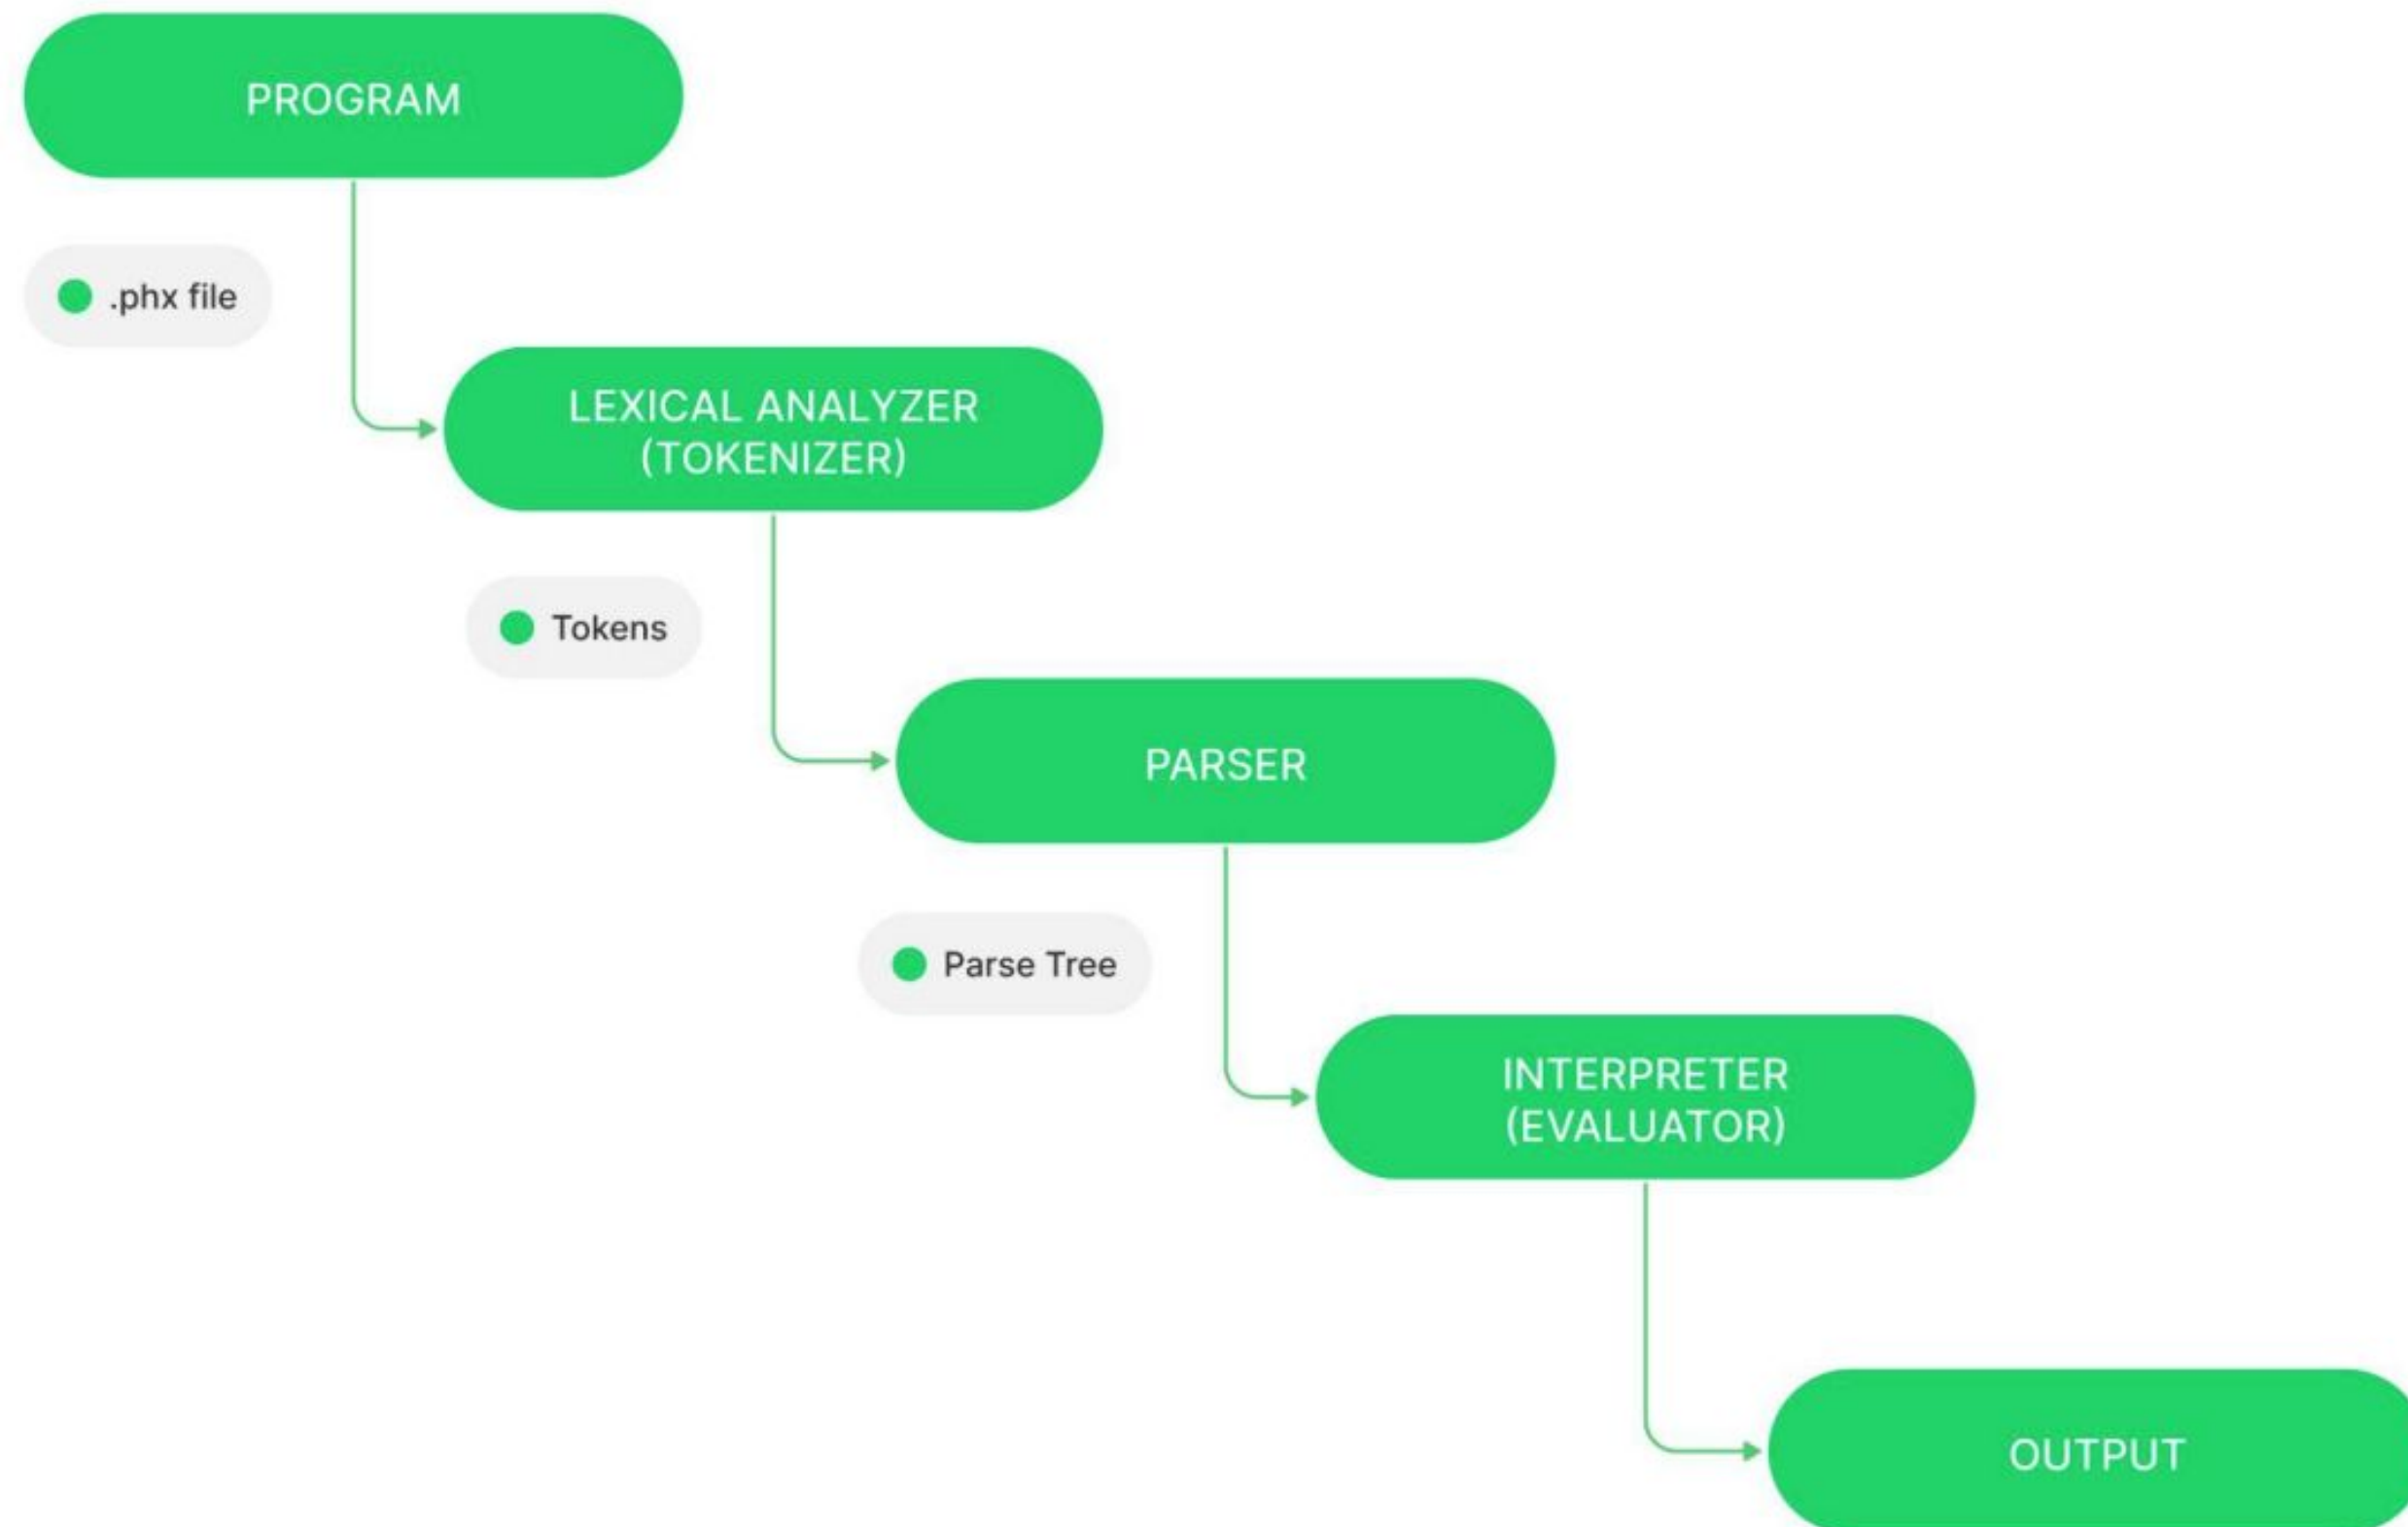 PROGRAM
.phx file
LEXICAL ANALYZER
(TOKENIZER)
Tokens
PARSER
Parse Tree
INTERPRETER
(EVALUATOR)
OUTPUT